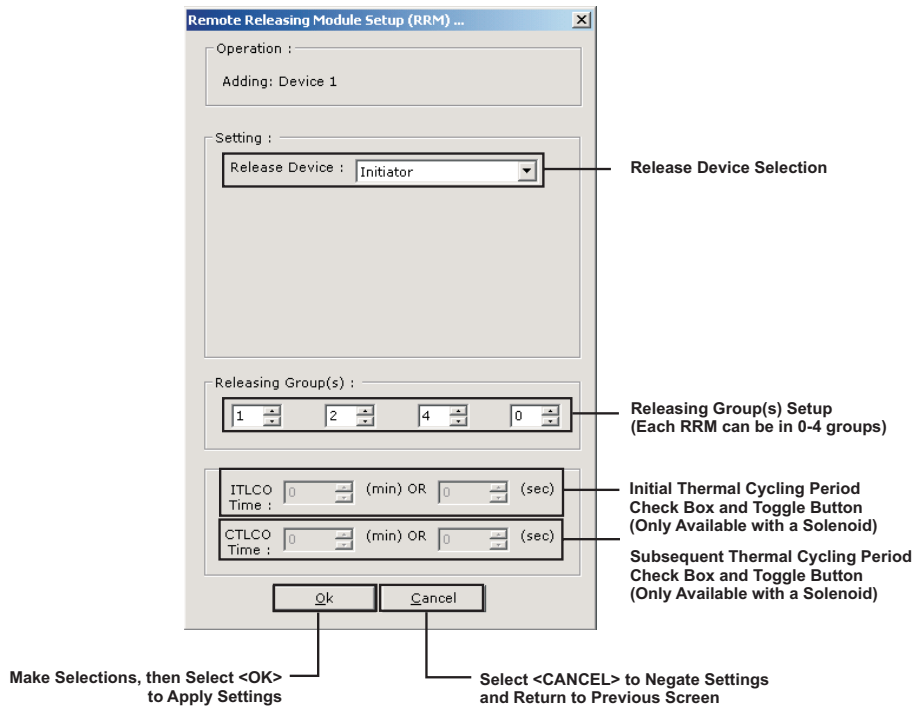 Remote Releasing Module Setup (RRM) ...
Operation :
Adding: Device 1
Setting :
Release Device : Initiator
Release Device Selection
Releasing Group(s) :
1 2 4 0
Releasing Group(s) Setup
(Each RRM can be in 0-4 groups)
ITLCO Time : 0 (min) OR 0 (sec)
Initial Thermal Cycling Period
Check Box and Toggle Button
(Only Available with a Solenoid)
CTLCO Time : 0 (min) OR 0 (sec)
Subsequent Thermal Cycling Period
Check Box and Toggle Button
(Only Available with a Solenoid)
Ok Cancel
Make Selections, then Select <OK>
to Apply Settings
Select <CANCEL> to Negate Settings
and Return to Previous Screen